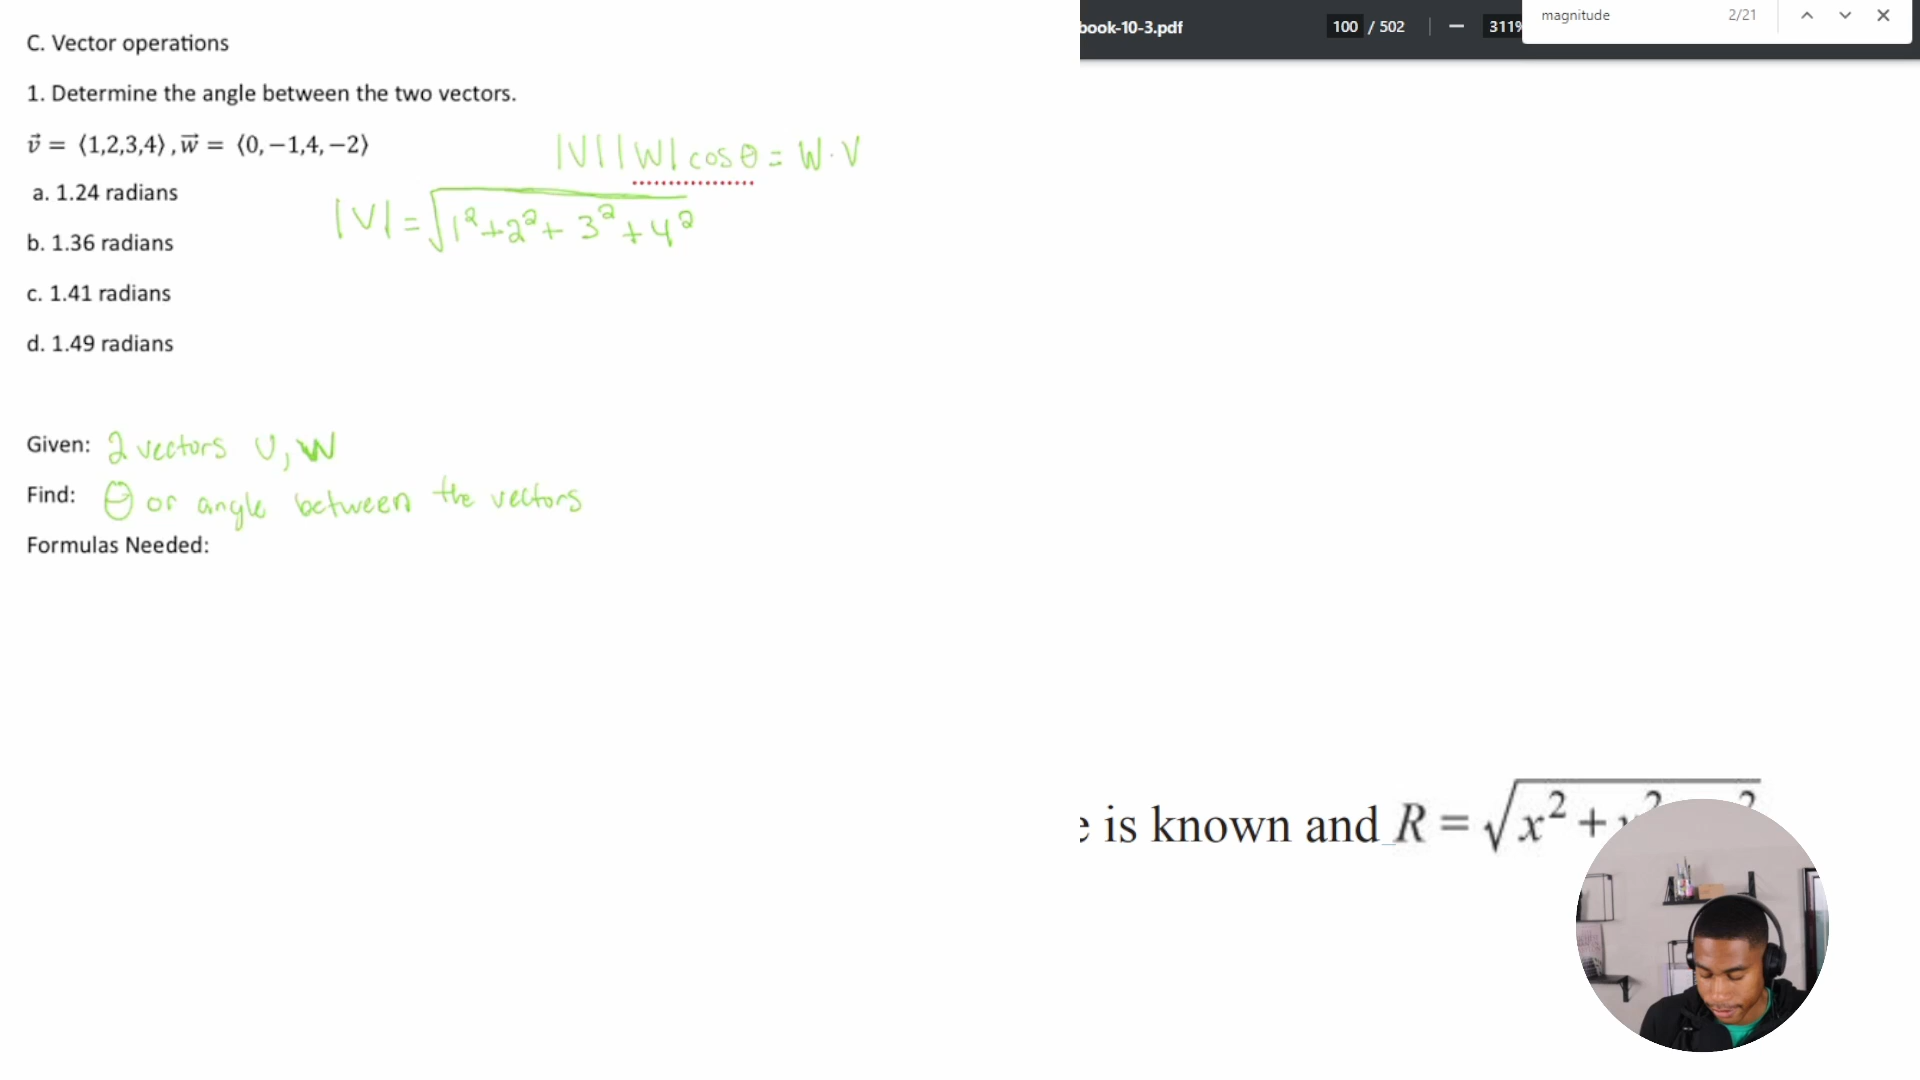 C. Vector operations
1. Determine the angle between the two vectors.
v⃗ = ⟨1,2,3,4⟩ , w⃗ = ⟨0, −1,4, −2⟩
|V| |W| cos θ = W · V
a. 1.24 radians
|V| = √1² + 2² + 3² + 4²
b. 1.36 radians
c. 1.41 radians
d. 1.49 radians
Given: 2 vectors V, W
Find: θ or angle between the vectors
Formulas Needed:
book-10-3.pdf 100 / 502 311%
magnitude 2/21
e is known and R = √x² +